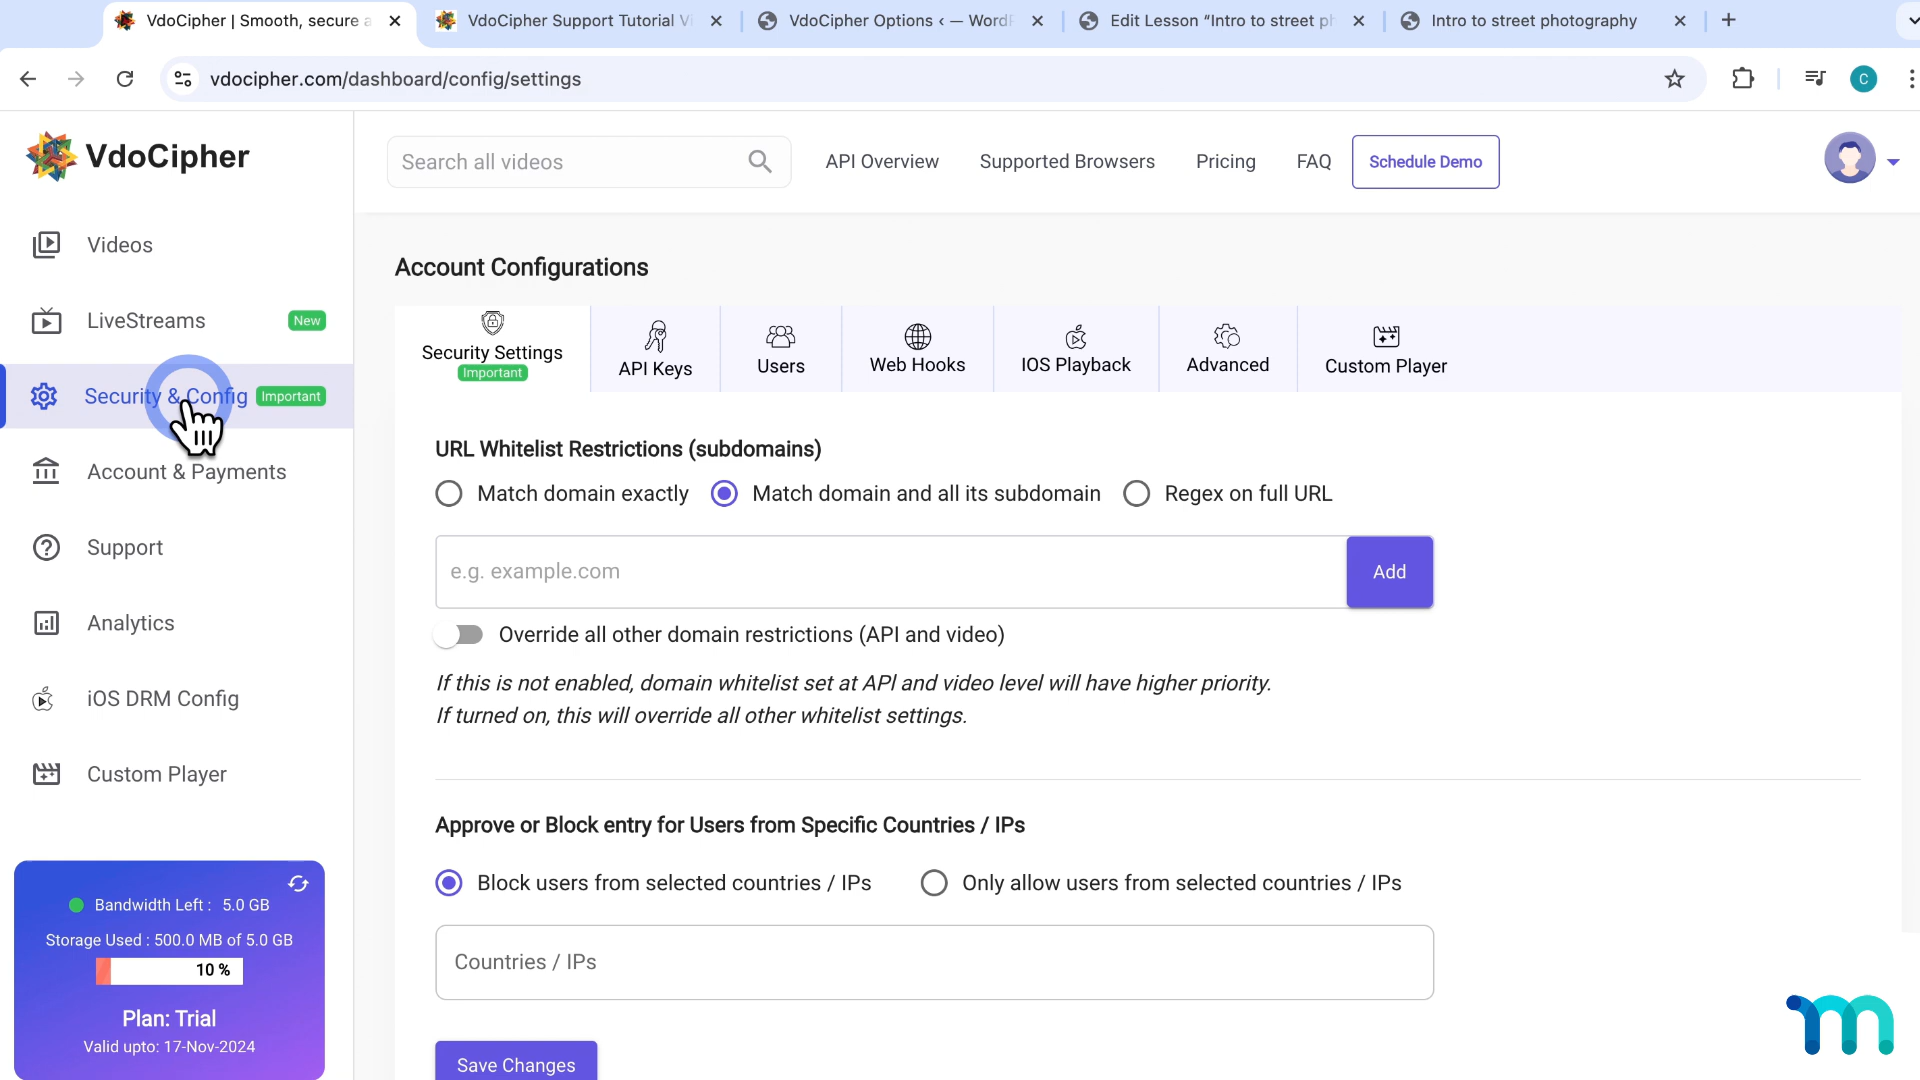 VdoCipher | Smooth, secure a
VdoCipher Support Tutorial Vi
VdoCipher Options ‹ — WordP
Edit Lesson “Intro to street ph
Intro to street photography
vdocipher.com/dashboard/config/settings
C
VdoCipher
Search all videos
API Overview
Supported Browsers
Pricing
FAQ
Schedule Demo
Videos
LiveStreams
New
Security & Config
Important
Account & Payments
Support
Analytics
iOS DRM Config
Custom Player
Bandwidth Left : 5.0 GB
Storage Used : 500.0 MB of 5.0 GB
10 %
Plan: Trial
Valid upto: 17-Nov-2024
Account Configurations
Security Settings
Important
API Keys
Users
Web Hooks
IOS Playback
Advanced
Custom Player
URL Whitelist Restrictions (subdomains)
Match domain exactly
Match domain and all its subdomain
Regex on full URL
e.g. example.com
Add
Override all other domain restrictions (API and video)
If this is not enabled, domain whitelist set at API and video level will have higher priority.
If turned on, this will override all other whitelist settings.
Approve or Block entry for Users from Specific Countries / IPs
Block users from selected countries / IPs
Only allow users from selected countries / IPs
Countries / IPs
Save Changes
m